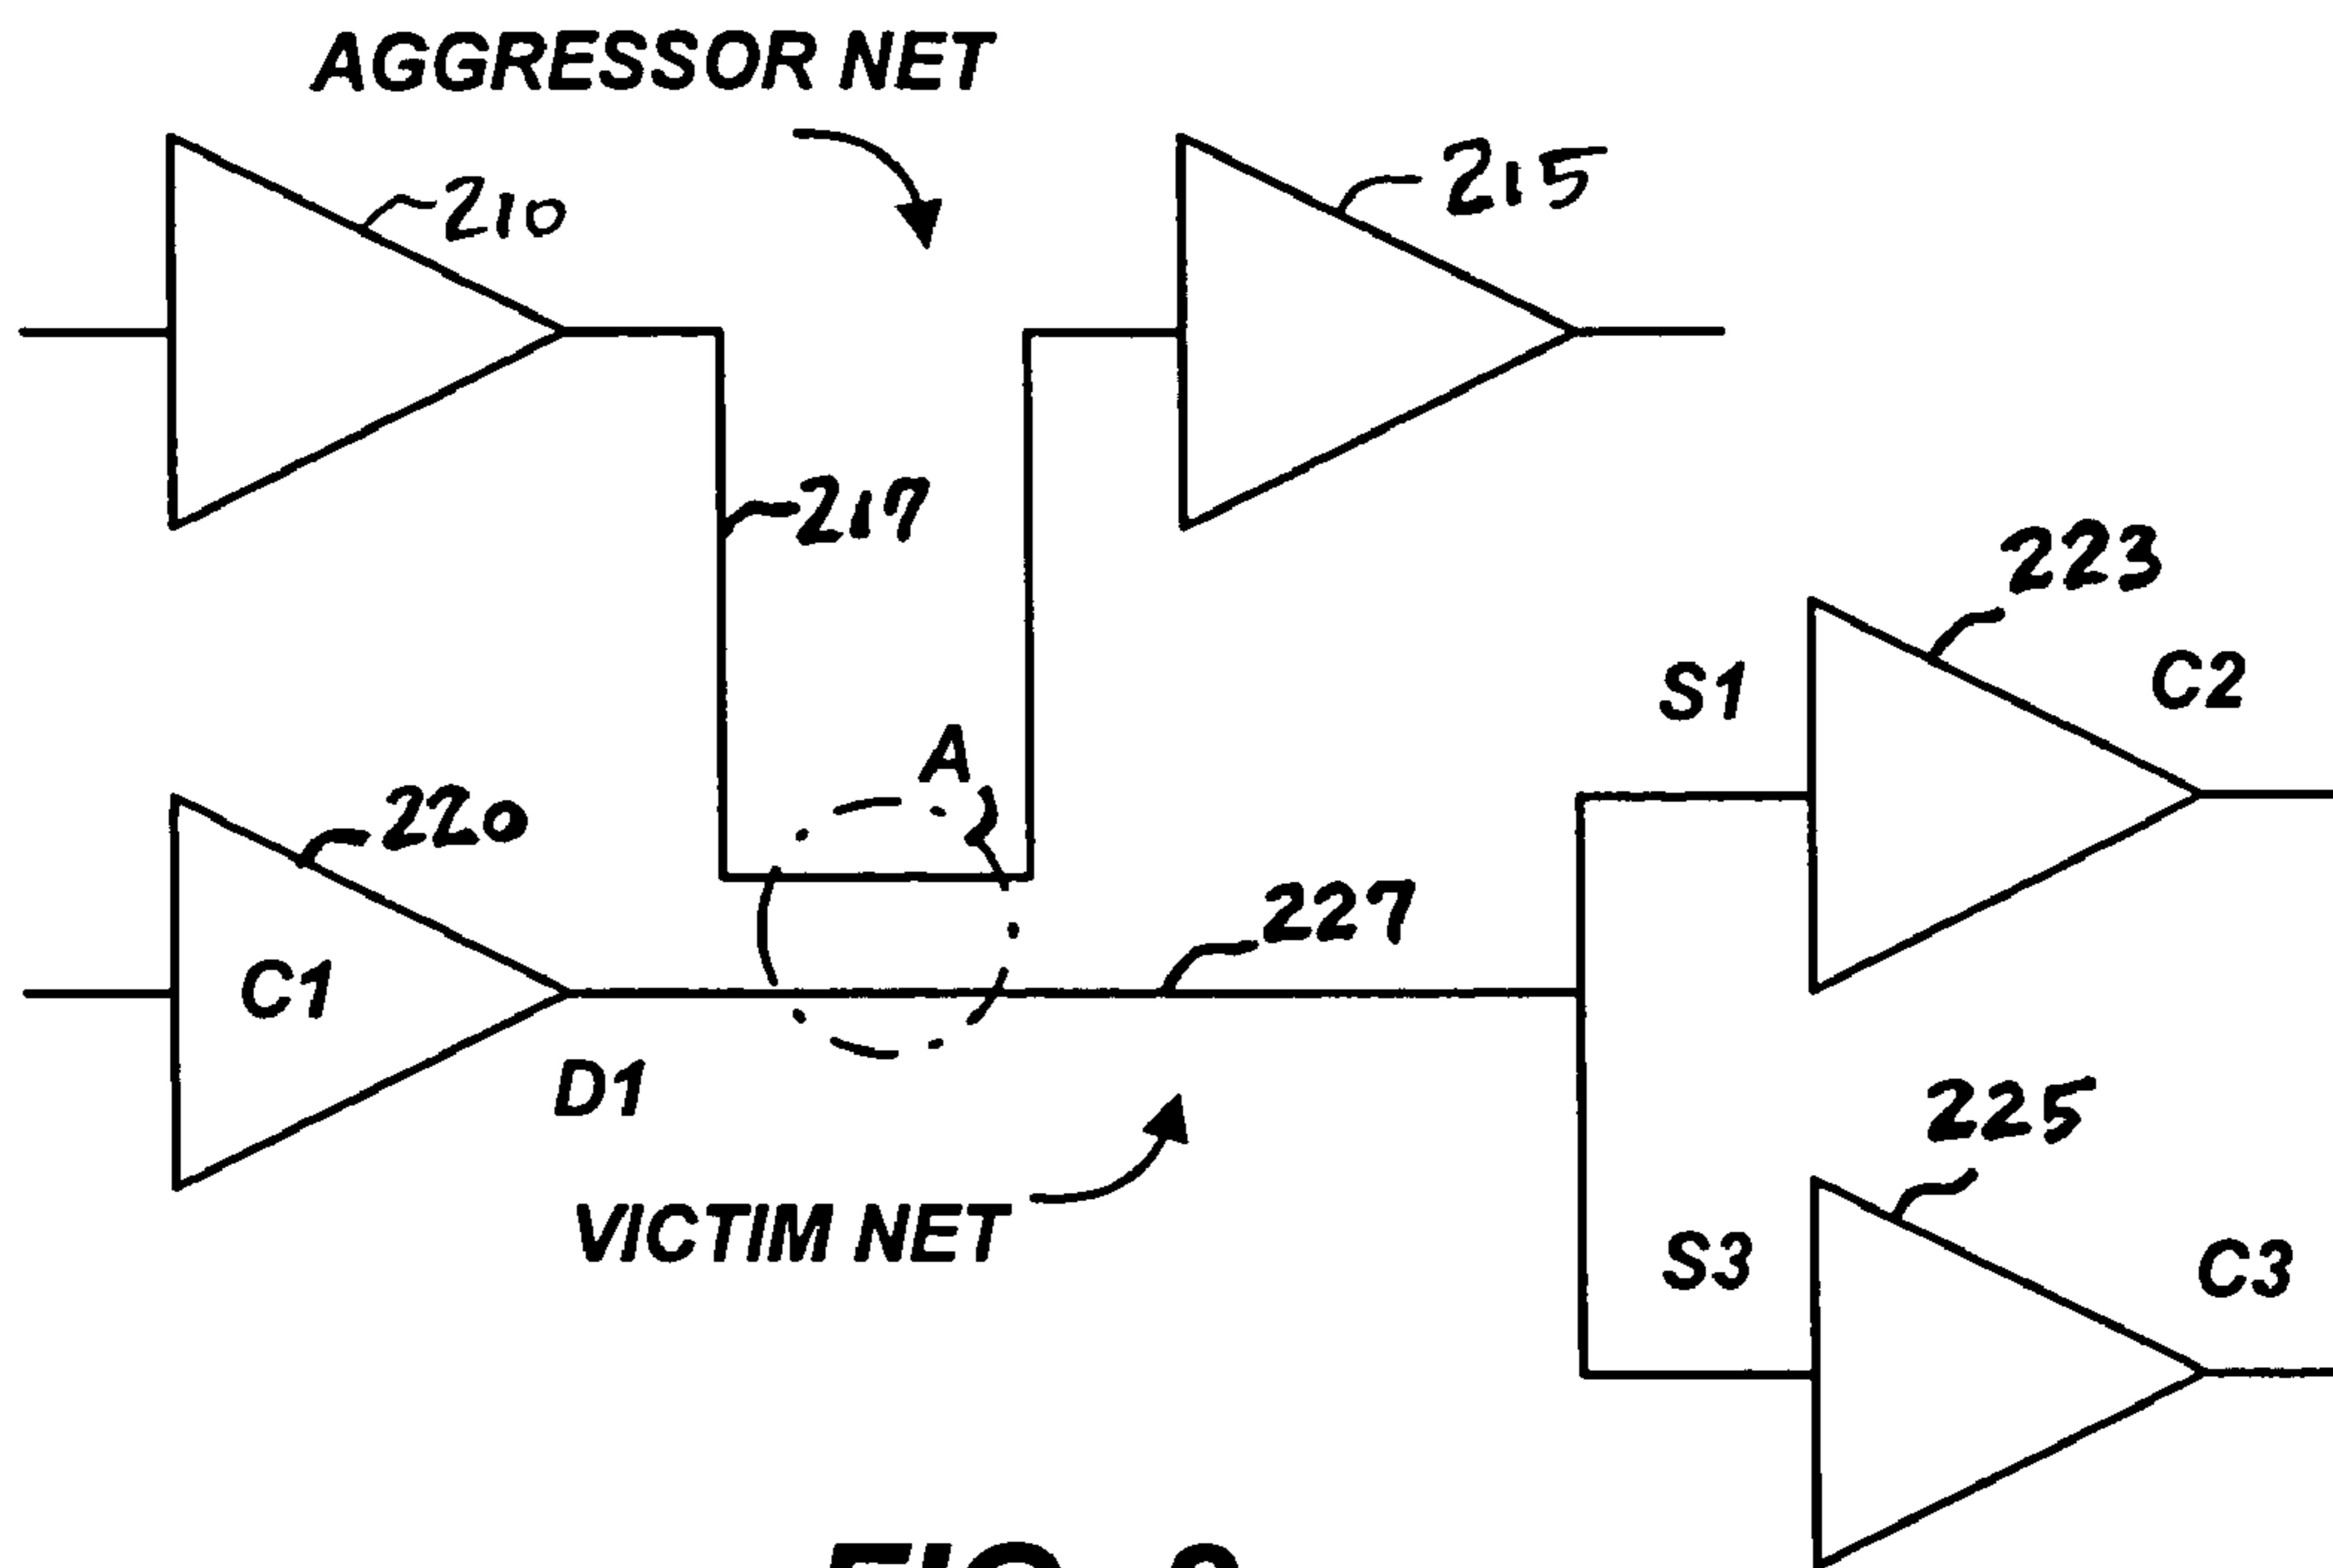 AGGRESSOR NET
210
215
217
223
S1
C2
A
220
227
C1
D1
225
VICTIM NET
S3
C3